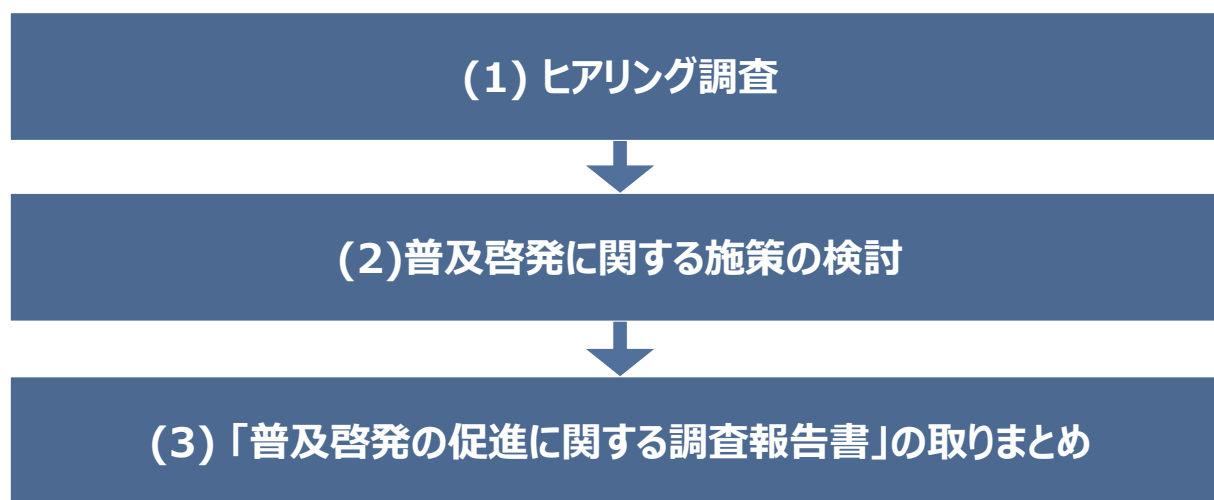 (1) ヒアリング調査
(2)普及啓発に関する施策の検討
(3) 「普及啓発の促進に関する調査報告書」の取りまとめ